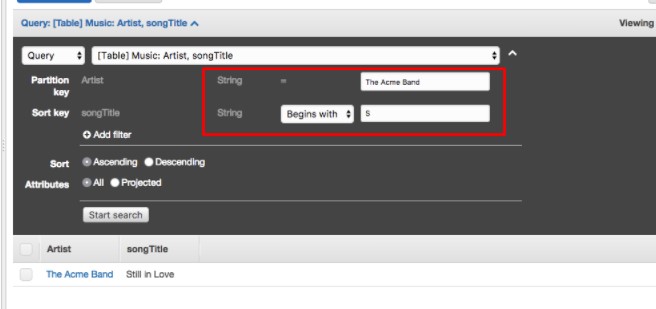 Query: [Table] Music: Artist, songTitle
Viewing
Query [Table] Music: Artist, songTitle
Partition key Artist String = The Acme Band
Sort key songTitle String Begins with S
Add filter
Sort Ascending Descending
Attributes All Projected
Start search
Artist songTitle
The Acme Band Still in Love